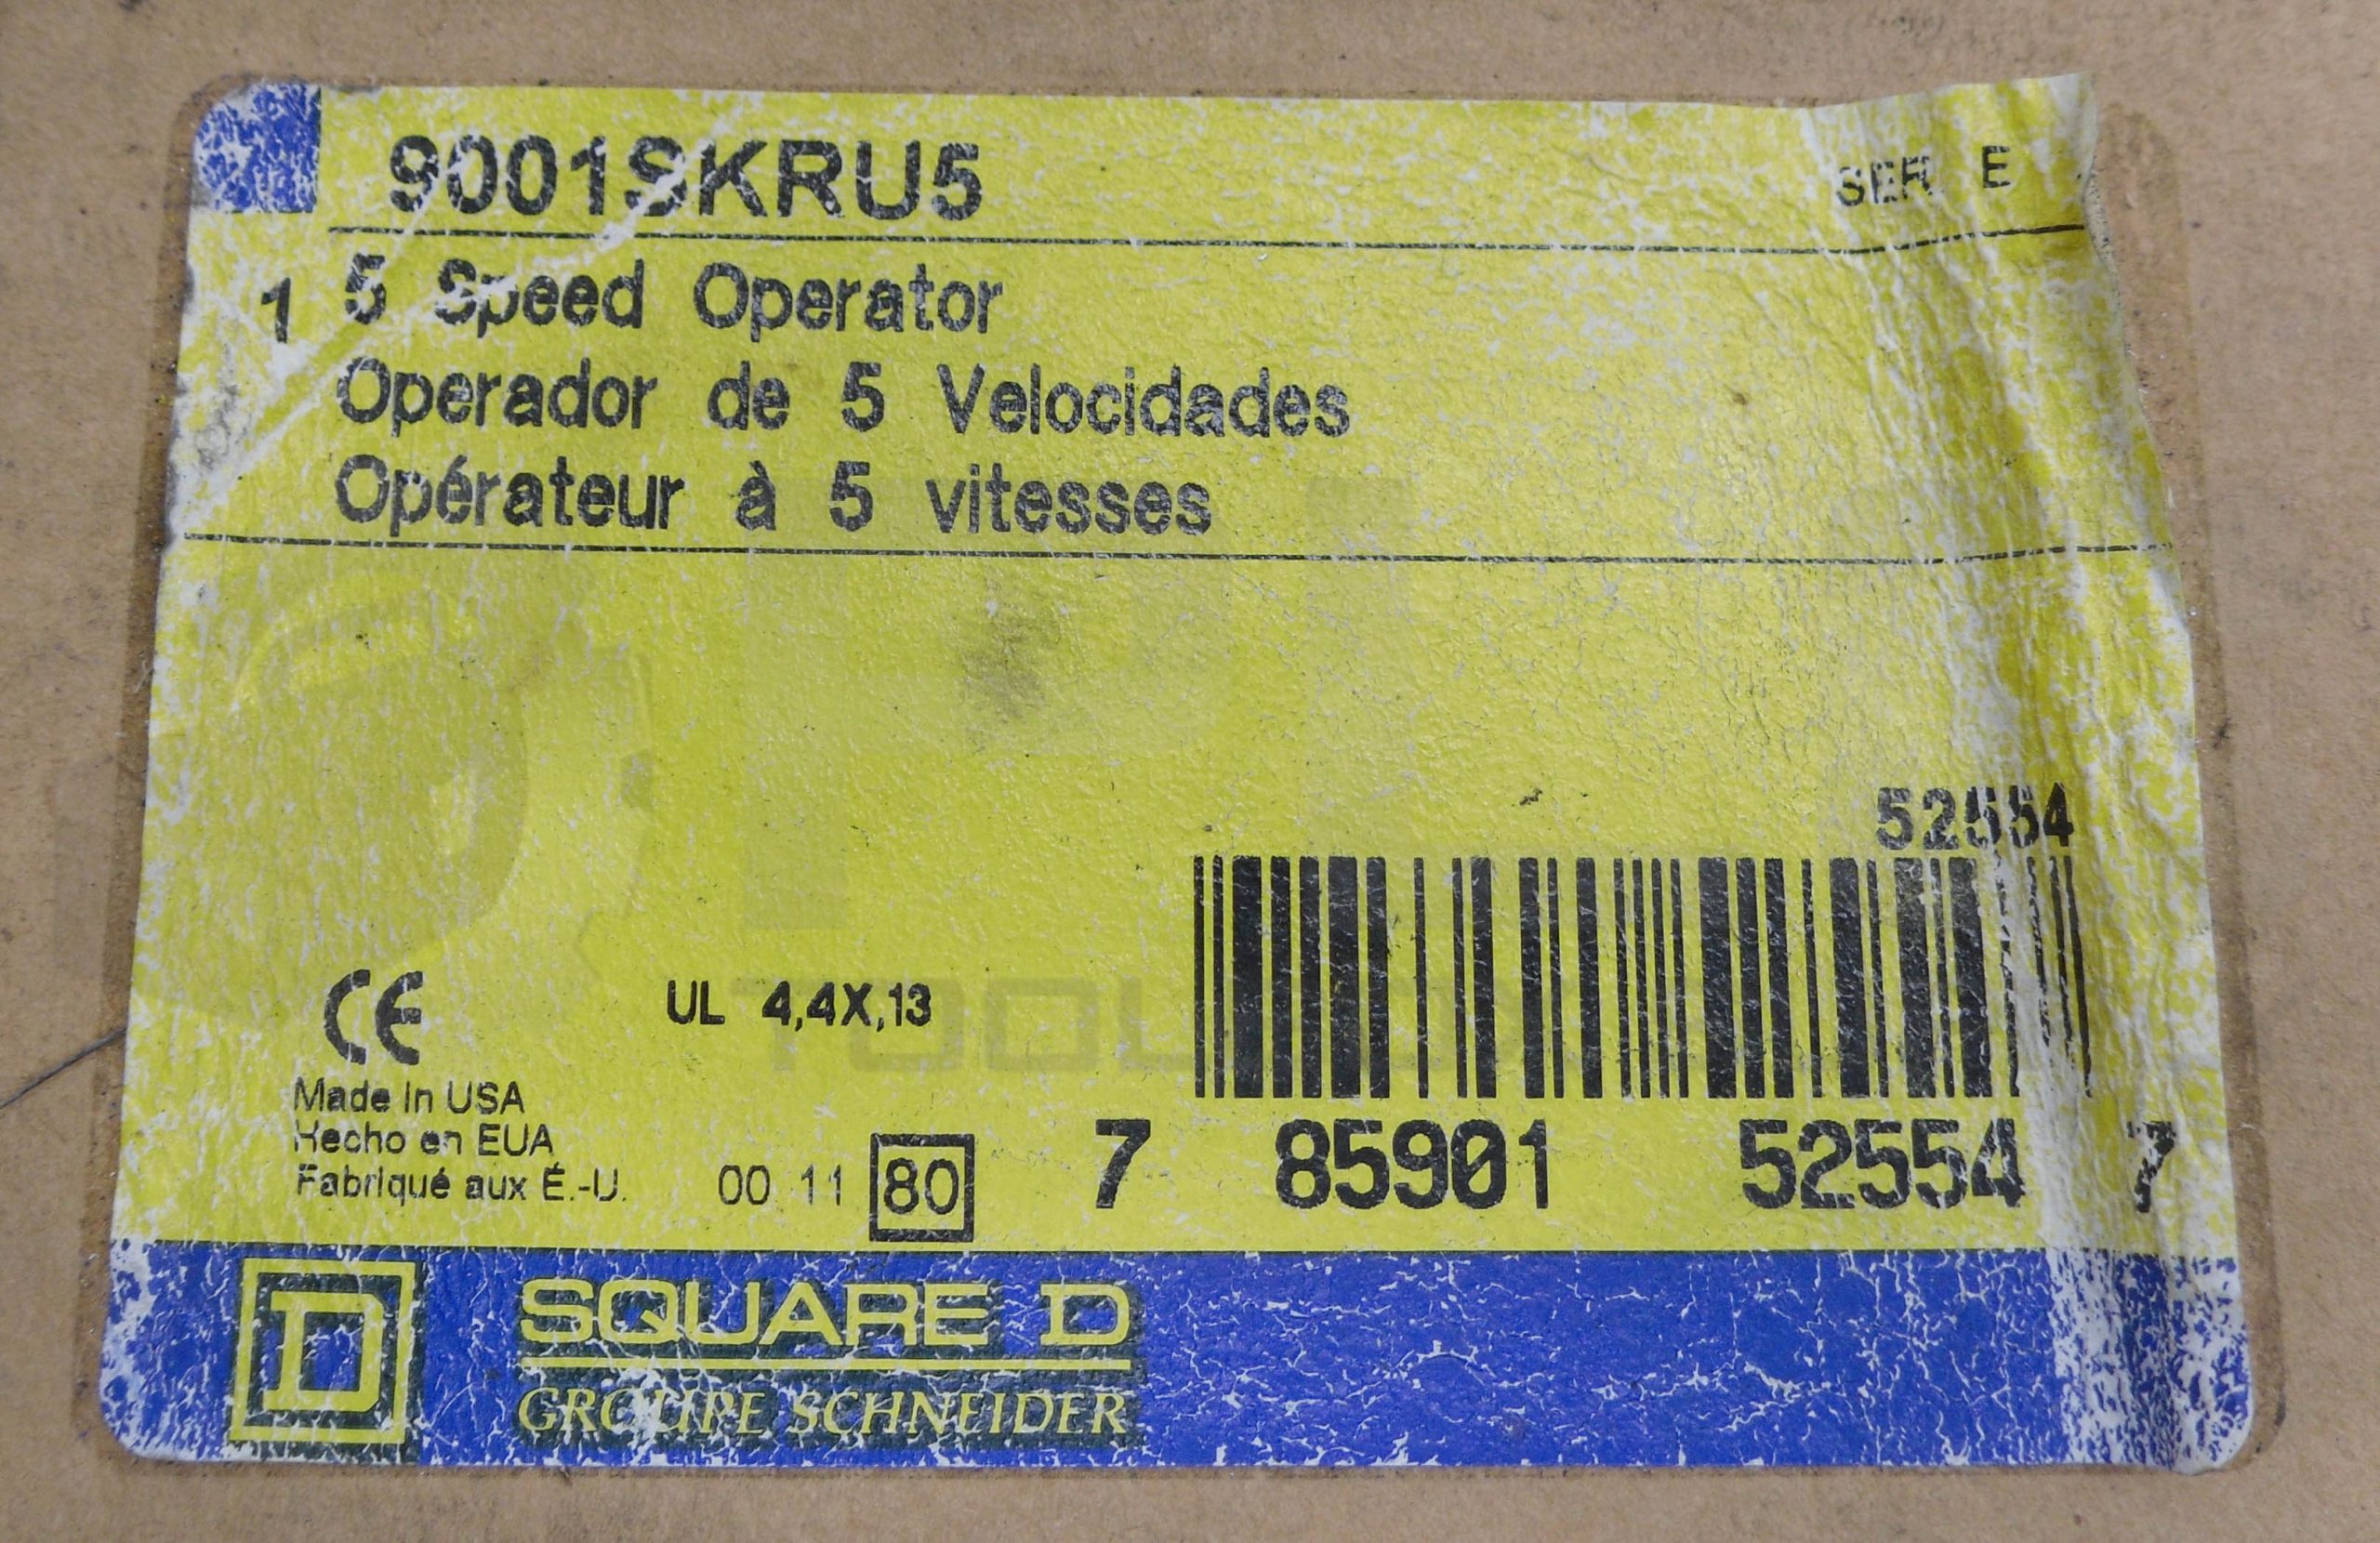 9001SKRU5 SER E
1 5 Speed Operator
Operador de 5 Velocidades
Opérateur à 5 vitesses
52554
CE UL 4,4X,13
Made in USA
Hecho en EUA
Fabriqué aux É.-U. 00 11 80
7 85901 52554 7
D SQUARE D
GROUPE SCHNEIDER